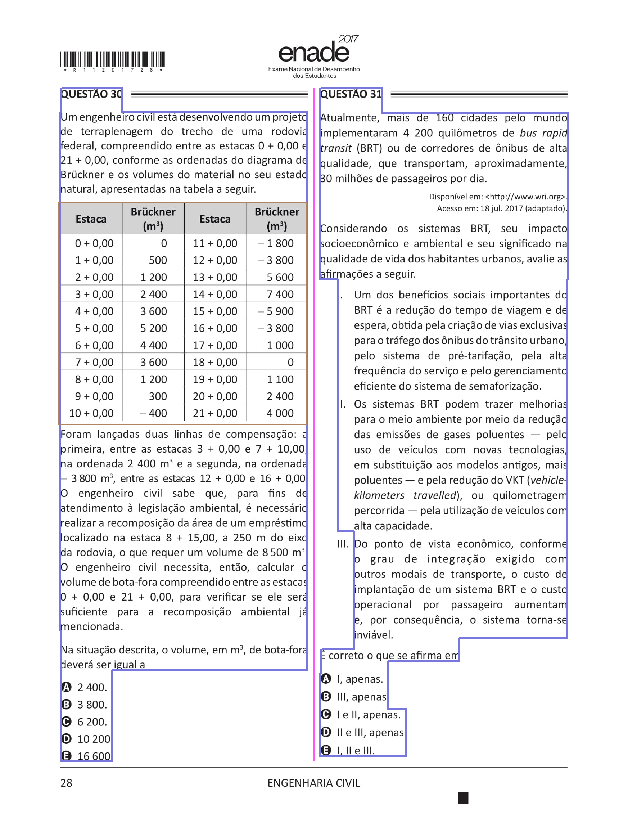 *R1120172 8*
enade 2017
Exame Nacional de Desempenho
dos Estudantes
QUESTÃO 30
Um engenheiro civil está desenvolvendo um projeto
de terraplenagem do trecho de uma rodovia
federal, compreendido entre as estacas 0 + 0,00 e
21 + 0,00, conforme as ordenadas do diagrama de
Brückner e os volumes do material no seu estado
natural, apresentadas na tabela a seguir.
Estaca Brückner (m³) Estaca Brückner (m³)
0 + 0,00 0 11 + 0,00 – 1 800
1 + 0,00 500 12 + 0,00 – 3 800
2 + 0,00 1 200 13 + 0,00 5 600
3 + 0,00 2 400 14 + 0,00 7 400
4 + 0,00 3 600 15 + 0,00 – 5 900
5 + 0,00 5 200 16 + 0,00 – 3 800
6 + 0,00 4 400 17 + 0,00 1 000
7 + 0,00 3 600 18 + 0,00 0
8 + 0,00 1 200 19 + 0,00 1 100
9 + 0,00 300 20 + 0,00 2 400
10 + 0,00 – 400 21 + 0,00 4 000
Foram lançadas duas linhas de compensação: a
primeira, entre as estacas 3 + 0,00 e 7 + 10,00,
na ordenada 2 400 m³ e a segunda, na ordenada
– 3 800 m³, entre estacas 12 + 0,00 e 16 + 0,00.
O engenheiro civil sabe que, para fins de
atendimento à legislação ambiental, é necessário
realizar a recomposição da área de um empréstimo
localizado na estaca 8 + 15,00, a 250 m do eixo
da rodovia, o que requer um volume de 8 500 m³.
O engenheiro civil necessita, então, calcular o
volume de bota-fora compreendido entre as estacas
0 + 0,00 e 21 + 0,00, para verificar se ele será
suficiente para a recomposição ambiental já
mencionada.
Na situação descrita, o volume, em m³, de bota-fora
deverá ser igual a
A 2 400.
B 3 800.
C 6 200.
D 10 200
E 16 600
QUESTÃO 31
Atualmente, mais de 160 cidades pelo mundo
implementaram 4 200 quilômetros de bus rapid
transit (BRT) ou de corredores de ônibus de alta
qualidade, que transportam, aproximadamente,
30 milhões de passageiros por dia.
Disponível em: <http://www.wri.org>.
Acesso em: 18 jul. 2017 (adaptado).
Considerando os sistemas BRT, seu impacto
socioeconômico e ambiental e seu significado na
qualidade de vida dos habitantes urbanos, avalie as
afirmações a seguir.
I. Um dos benefícios sociais importantes do
BRT é a redução do tempo de viagem e de
espera, obtida pela criação de vias exclusivas
para o tráfego dos ônibus do trânsito urbano,
pelo sistema de pré-tarifação, pela alta
frequência do serviço e pelo gerenciamento
eficiente do sistema de semaforização.
I. Os sistemas BRT podem trazer melhorias
para o meio ambiente por meio da redução
das emissões de gases poluentes — pelo
uso de veículos com novas tecnologias,
em substituição aos modelos antigos, mais
poluentes — e pela redução do VKT (vehicle-
kilometers travelled), ou quilometragem
percorrida — pela utilização de veículos com
alta capacidade.
III. Do ponto de vista econômico, conforme
o grau de integração exigido com
outros modais de transporte, o custo de
implantação de um sistema BRT e o custo
operacional por passageiro aumentam
e, por consequência, o sistema torna-se
inviável.
É correto o que se afirma em
A I, apenas.
B III, apenas
C I e II, apenas.
D II e III, apenas
E I, II e III.
28
ENGENHARIA CIVIL